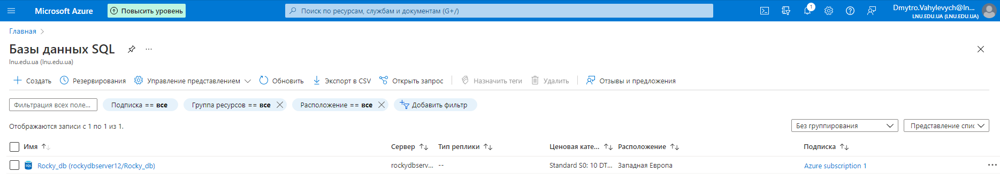 Microsoft Azure
Повысить уровень
Поиск по ресурсам, службам и документам (G+/)
1
Dmytro.Vahylevych@ln...
LNU.EDU.UA (LNU.EDU.UA)
Главная
Базы данных SQL
lnu.edu.ua (lnu.edu.ua)
Создать Резервирования Управление представлением Обновить Экспорт в CSV Открыть запрос Назначить теги Удалить Отзывы и предложения
Фильтрация всех поле... Подписка == все Группа ресурсов == все Расположение == все Добавить фильтр
Отображаются записи с 1 по 1 из 1.
Без группирования Представление спис
Имя Сервер Тип реплики Ценовая кате... Расположение Подписка
SQL Rocky_db (rockydbserver12/Rocky_db) rockydbserv... -- Standard S0: 10 DT... Западная Европа Azure subscription 1